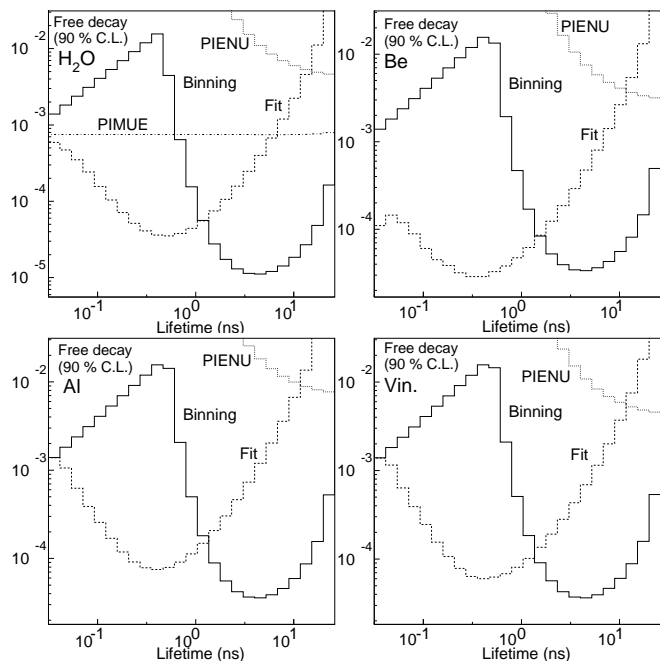 Free decay
(90 % C.L.)
H2O
PIENU
Binning
Fit
PIMUE
10^-2
10^-3
10^-4
10^-5
10^-1
10^0
10^1
Lifetime (ns)
Free decay
(90 % C.L.)
Be
PIENU
Binning
Fit
10^-2
10^-3
10^-4
10^-1
10^0
10^1
Lifetime (ns)
Free decay
(90 % C.L.)
Al
PIENU
Binning
Fit
10^-2
10^-3
10^-4
10^-1
10^0
10^1
Lifetime (ns)
Free decay
(90 % C.L.)
Vin.
PIENU
Binning
Fit
10^-2
10^-3
10^-4
10^-1
10^0
10^1
Lifetime (ns)